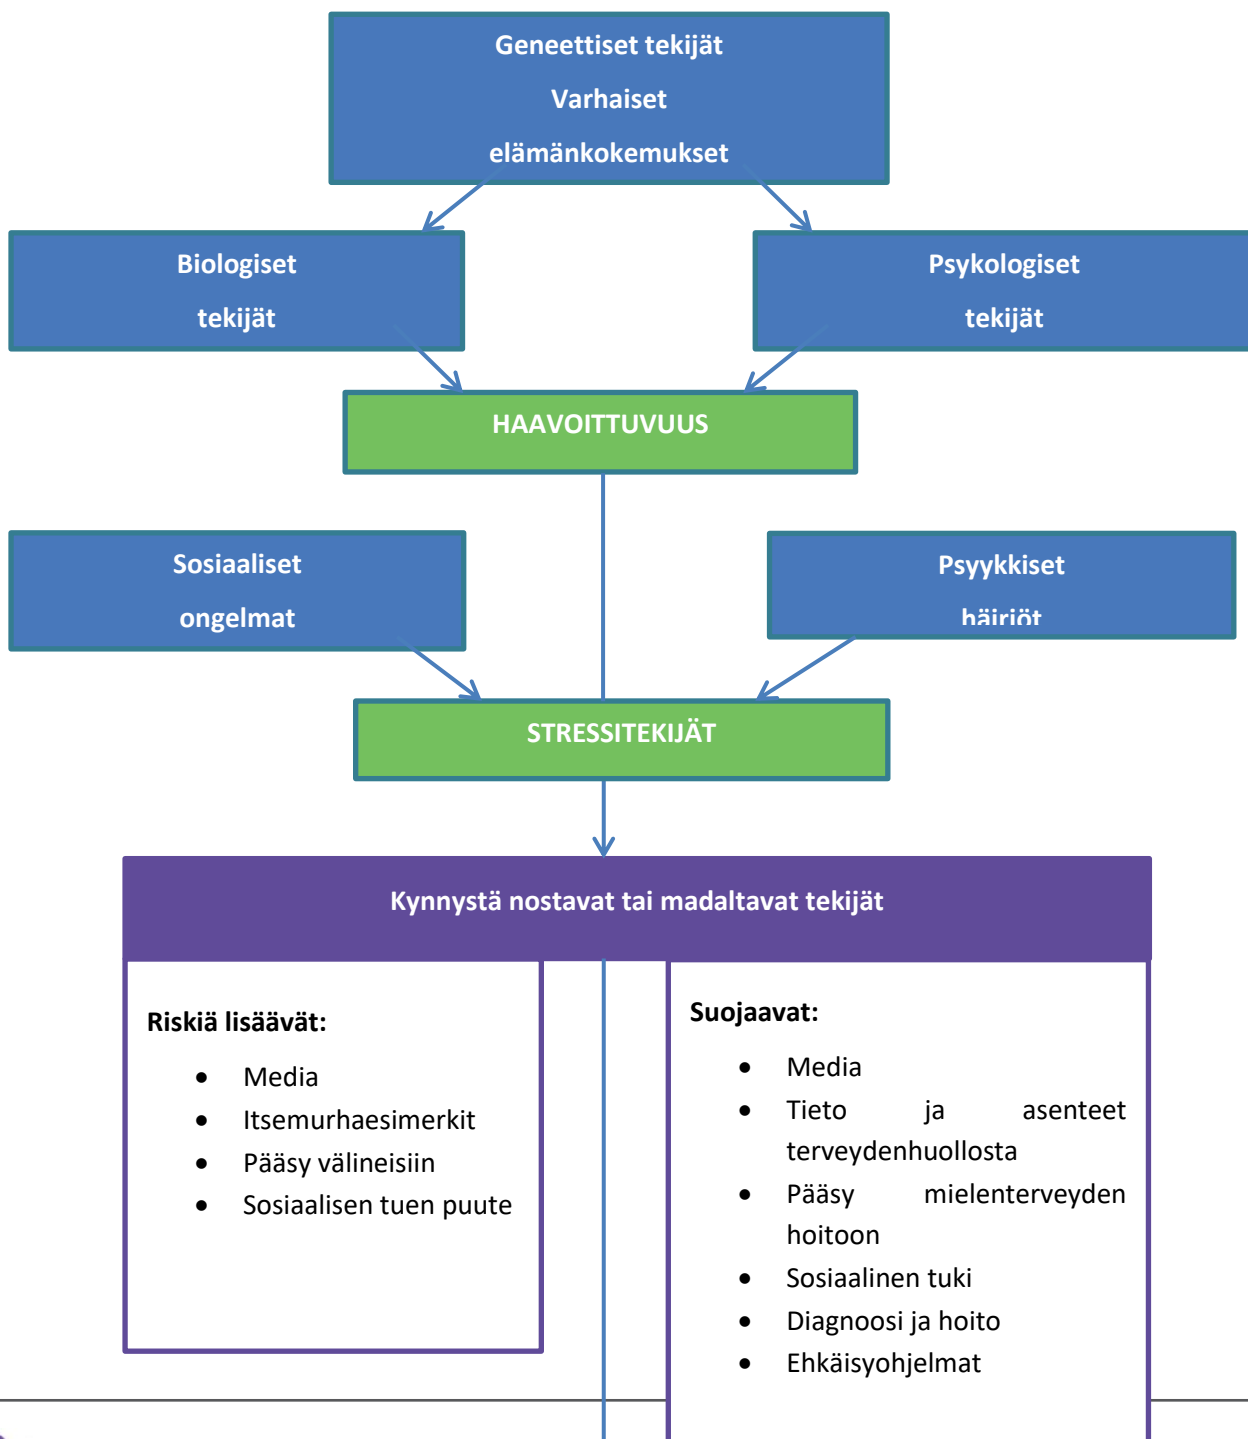 Geneettiset tekijät
Varhaiset
elämänkokemukset
Biologiset
tekijät
Psykologiset
tekijät
HAAVOITTUVUUS
Sosiaaliset
ongelmat
Psyykkiset
häiriöt
STRESSITEKIJÄT
Kynnystä nostavat tai madaltavat tekijät
Riskiä lisäävät:
• Media
• Itsemurhaesimerkit
• Pääsy välineisiin
• Sosiaalisen tuen puute
Suojaavat:
• Media
• Tieto ja asenteet
terveydenhuollosta
• Pääsy mielenterveyden
hoitoon
• Sosiaalinen tuki
• Diagnoosi ja hoito
• Ehkäisyohjelmat